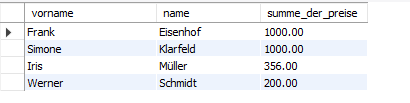 vorname name summe_der_preise
Frank Eisenhof 1000.00
Simone Klarfeld 1000.00
Iris Müller 356.00
Werner Schmidt 200.00